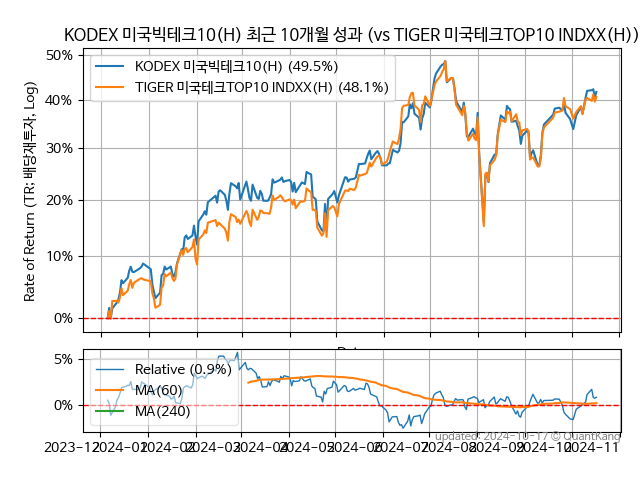 KODEX 미국빅테크10(H) 최근 10개월 성과 (vs TIGER 미국테크TOP10 INDXX(H))
50%
40%
30%
20%
10%
0%
Rate of Return (TR: 배당재투자, Log)
KODEX 미국빅테크10(H) (49.5%)
TIGER 미국테크TOP10 INDXX(H) (48.1%)
5%
0%
Relative (0.9%)
MA(60)
MA(240)
updated: 2024-10-17 © QuantKang
2023-12 2024-01 2024-02 2024-03 2024-04 2024-05 2024-06 2024-07 2024-08 2024-09 2024-10 2024-11